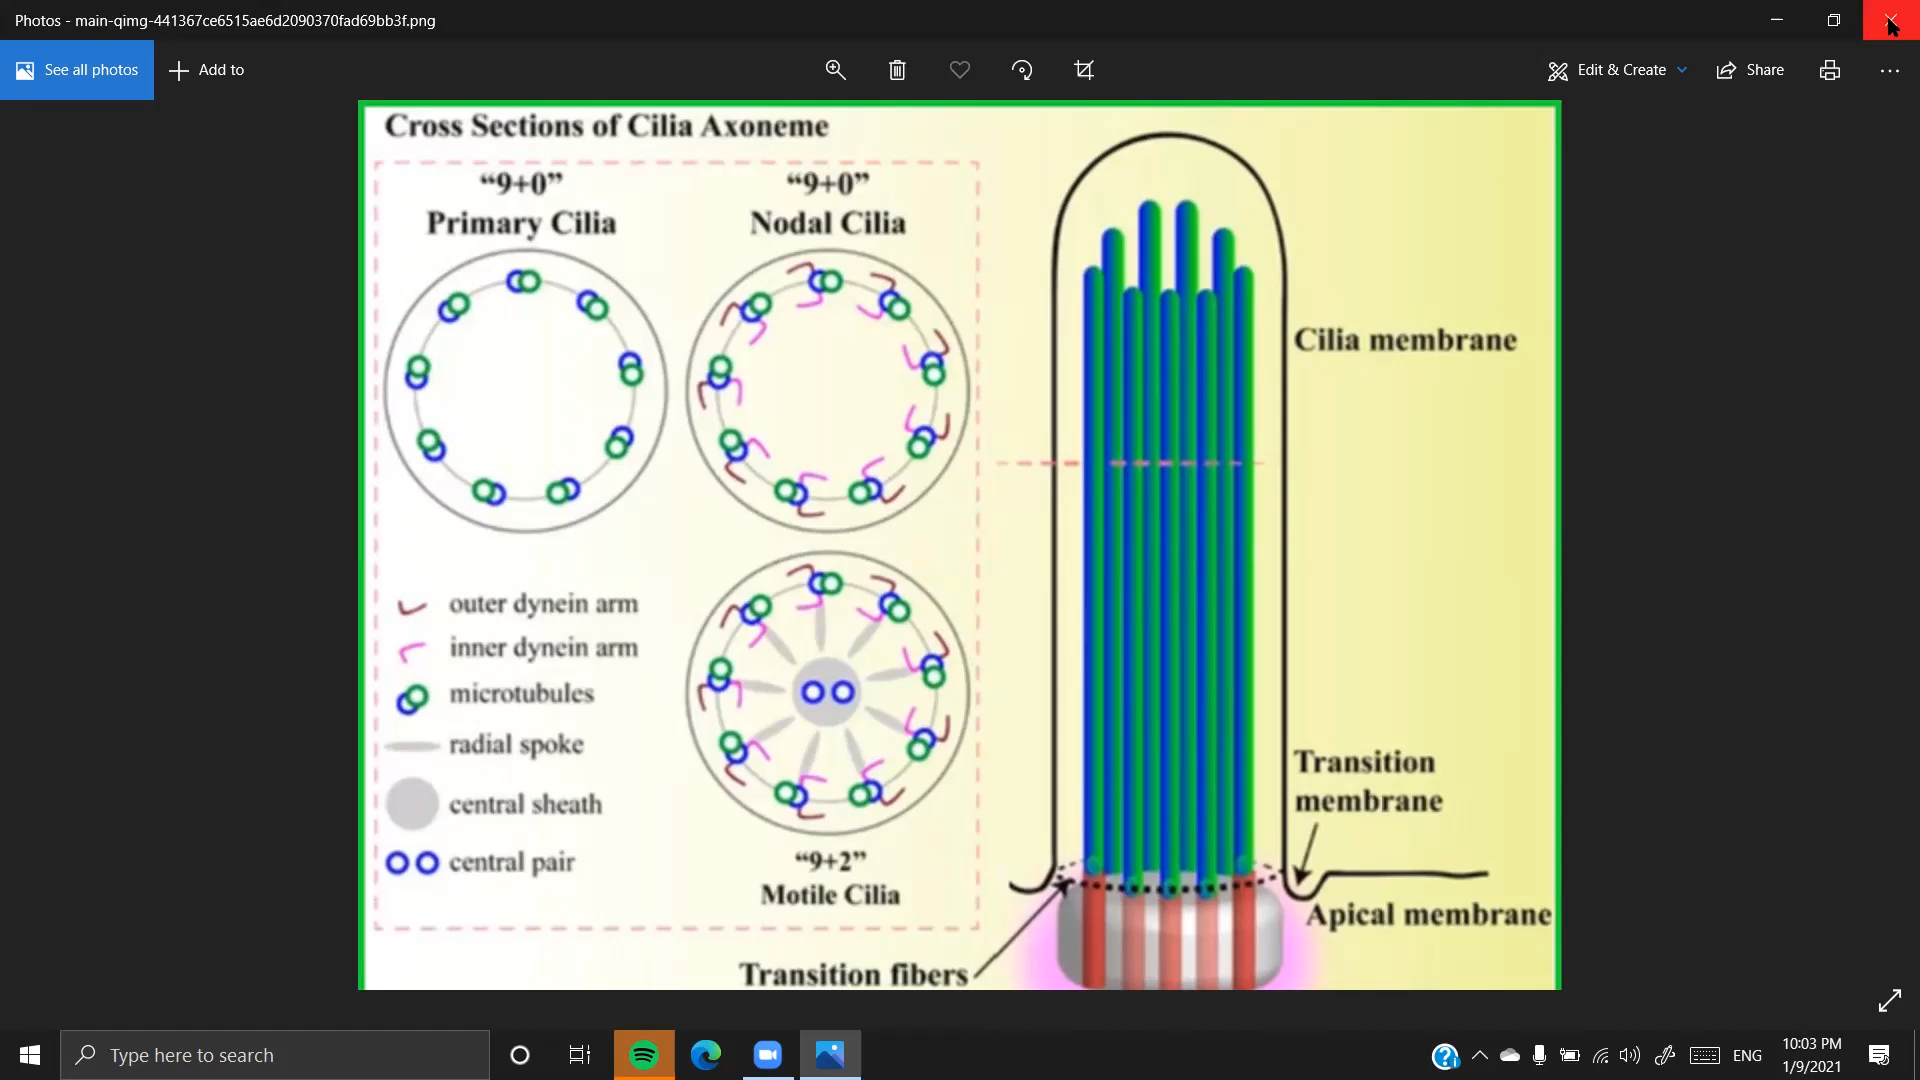 Photos - main-qimg-441367ce6515ae6d2090370fad69bb3f.png
See all photos
Add to
Edit & Create
Share
Cross Sections of Cilia Axoneme
“9+0”
Primary Cilia
“9+0”
Nodal Cilia
Cilia membrane
outer dynein arm
inner dynein arm
microtubules
radial spoke
central sheath
central pair
“9+2”
Motile Cilia
Transition
membrane
Apical membrane
Transition fibers
Type here to search
ENG
10:03 PM
1/9/2021